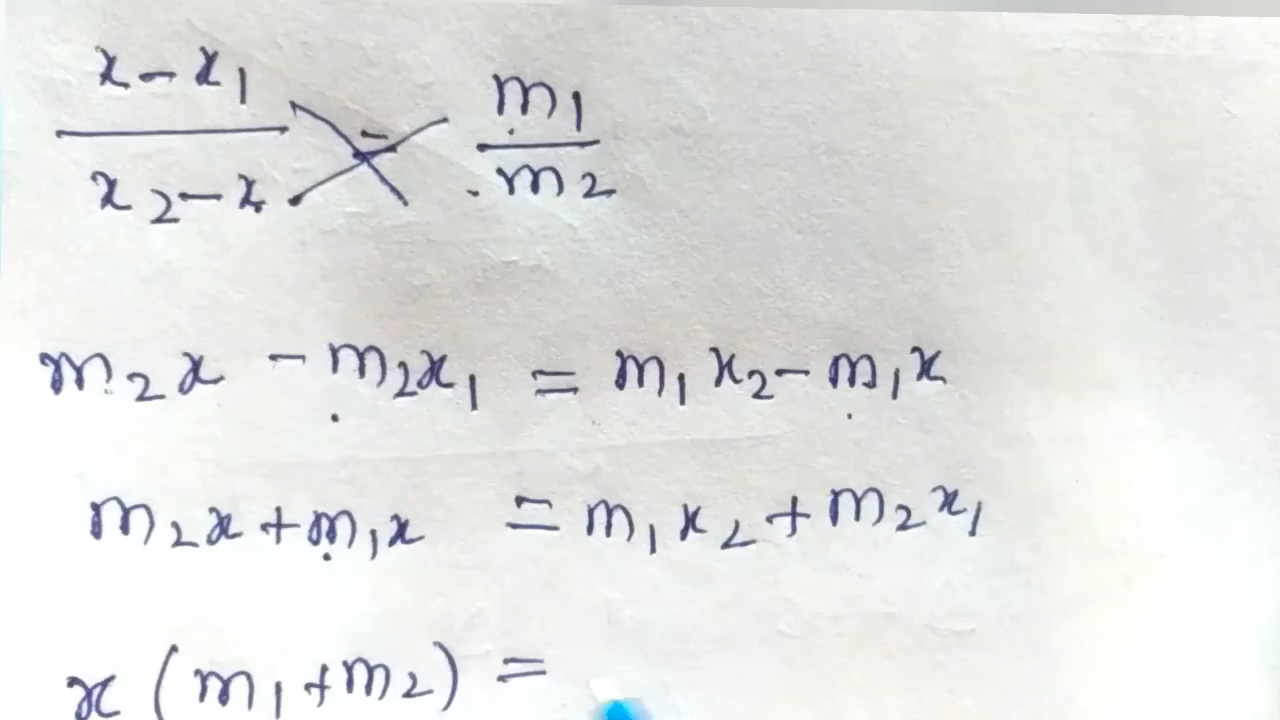 x - x₁ / x₂ - x = m₁ / m₂
m₂x - m₂x₁ = m₁x₂ - m₁x
m₂x + m₁x = m₁x₂ + m₂x₁
x (m₁ + m₂) =